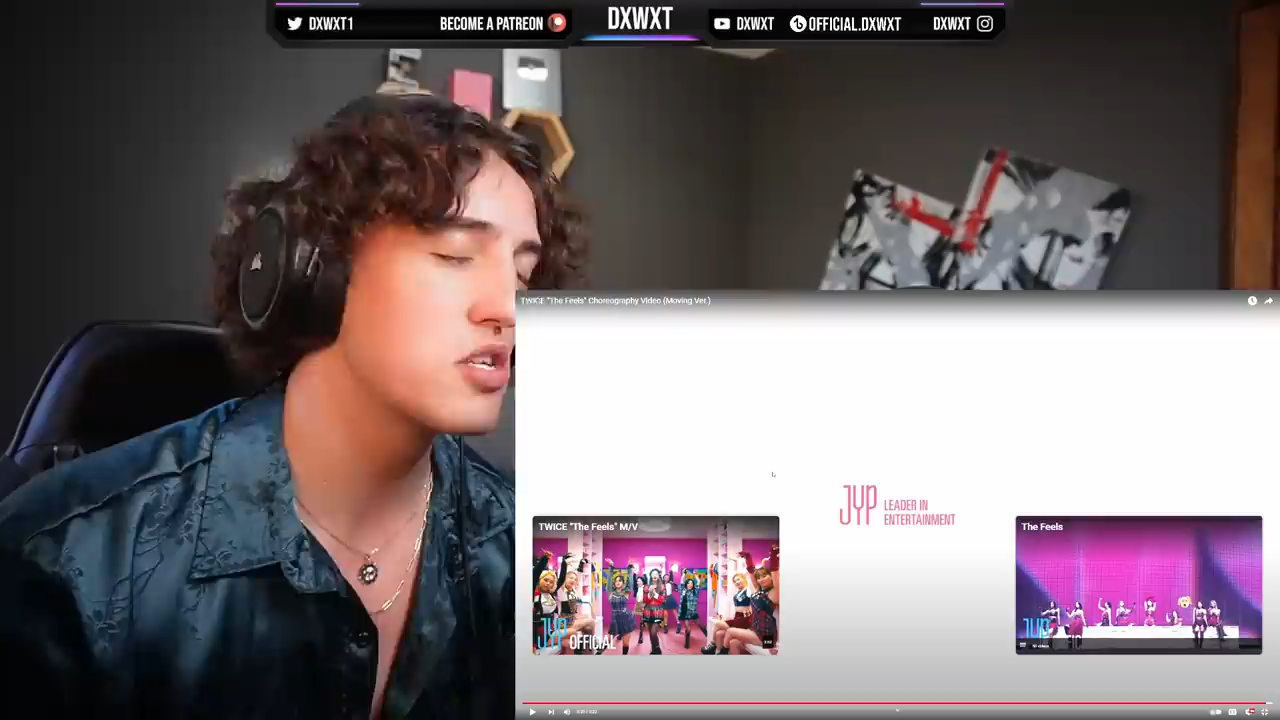 DXWXT1
BECOME A PATREON
DXWXT
DXWXT
OFFICIAL.DXWXT
DXWXT
TWICE "The Feels" Choreography Video (Moving Ver.)
JYP LEADER IN
ENTERTAINMENT
TWICE "The Feels" M/V
JYP OFFICIAL
The Feels
JYP